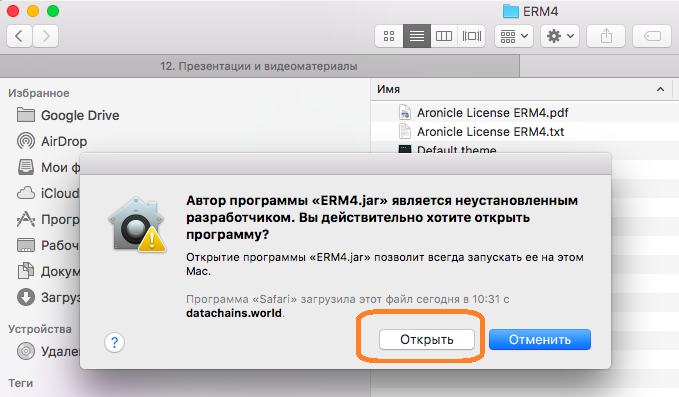 ERM4
12. Презентации и видеоматериалы
Избранное
Google Drive
AirDrop
Мои ф
iCloud
Прогр
Рабоч
Докум
Загруз
Устройства
Удален
Теги
Имя
Aronicle License ERM4.pdf
Aronicle License ERM4.txt
Default theme
Автор программы «ERM4.jar» является неустановленным
разработчиком. Вы действительно хотите открыть
программу?
Открытие программы «ERM4.jar» позволит всегда запускать ее на этом
Mac.
Программа «Safari» загрузила этот файл сегодня в 10:31 с
datachains.world.
?
Открыть
Отменить